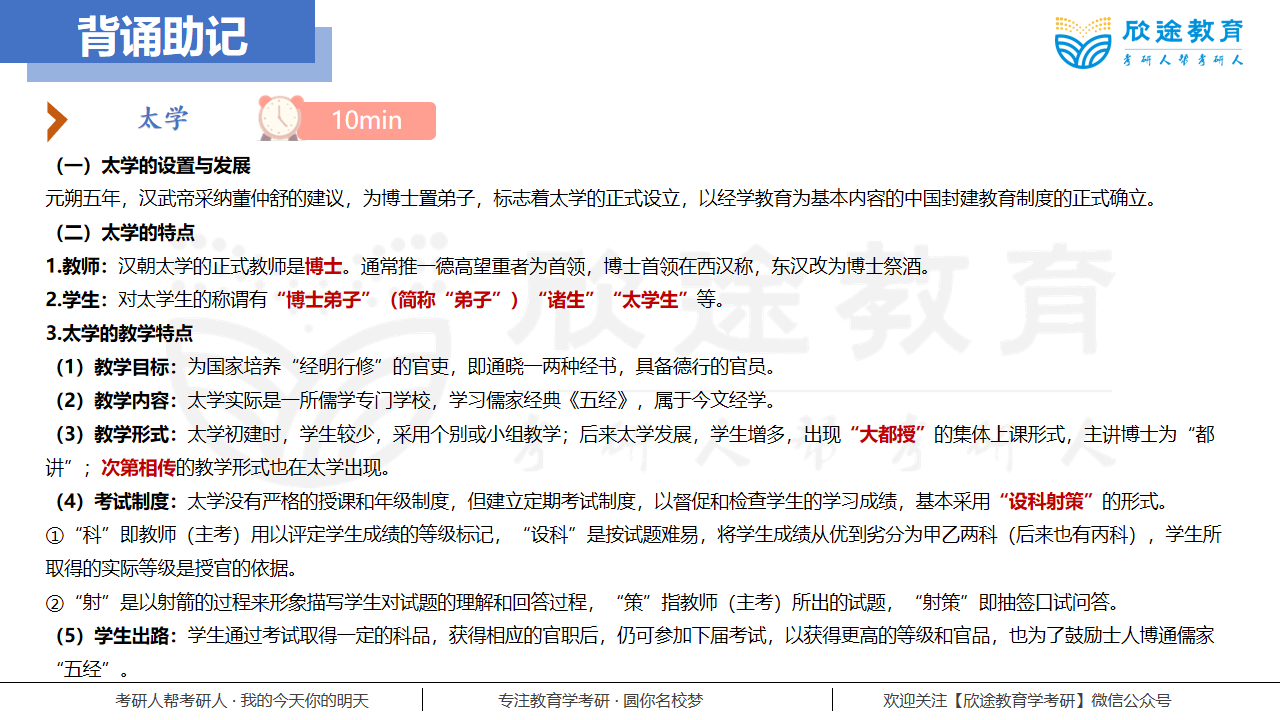 背诵助记
欣途教育
考研人帮考研人
太学
10min
（一）太学的设置与发展
元朔五年，汉武帝采纳董仲舒的建议，为博士置弟子，标志着太学的正式设立，以经学教育为基本内容的中国封建教育制度的正式确立。
（二）太学的特点
1.教师：汉朝太学的正式教师是博士。通常推一德高望重者为首领，博士首领在西汉称，东汉改为博士祭酒。
2.学生：对太学生的称谓有“博士弟子”（简称“弟子”）“诸生”“太学生”等。
3.太学的教学特点
（1）教学目标：为国家培养“经明行修”的官吏，即通晓一两种经书，具备德行的官员。
（2）教学内容：太学实际是一所儒学专门学校，学习儒家经典《五经》，属于今文经学。
（3）教学形式：太学初建时，学生较少，采用个别或小组教学；后来太学发展，学生增多，出现“大都授”的集体上课形式，主讲博士为“都
讲”；次第相传的教学形式也在太学出现。
（4）考试制度：太学没有严格的授课和年级制度，但建立定期考试制度，以督促和检查学生的学习成绩，基本采用“设科射策”的形式。
①“科”即教师（主考）用以评定学生成绩的等级标记，“设科”是按试题难易，将学生成绩从优到劣分为甲乙两科（后来也有丙科），学生所
取得的实际等级是授官的依据。
②“射”是以射箭的过程来形象描写学生对试题的理解和回答过程，“策”指教师（主考）所出的试题，“射策”即抽签口试问答。
（5）学生出路：学生通过考试取得一定的科品，获得相应的官职后，仍可参加下届考试，以获得更高的等级和官品，也为了鼓励士人博通儒家
“五经”。
欣途教育
考研人帮考研人
考研人帮考研人 · 我的今天你的明天
专注教育学考研 · 圆你名校梦
欢迎关注【欣途教育学考研】微信公众号